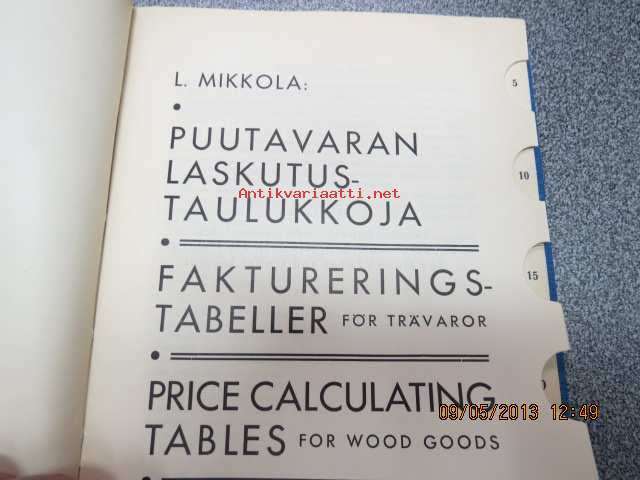 L. MIKKOLA:
5
PUUTAVARAN
LASKUTUS-
10
Antikvariaatti.net
TAULUKKOJA
FAKTURERINGS-
15
TABELLER FÖR TRÄVAROR
PRICE CALCULATING
09/05/2013 12:49
TABLES FOR WOOD GOODS